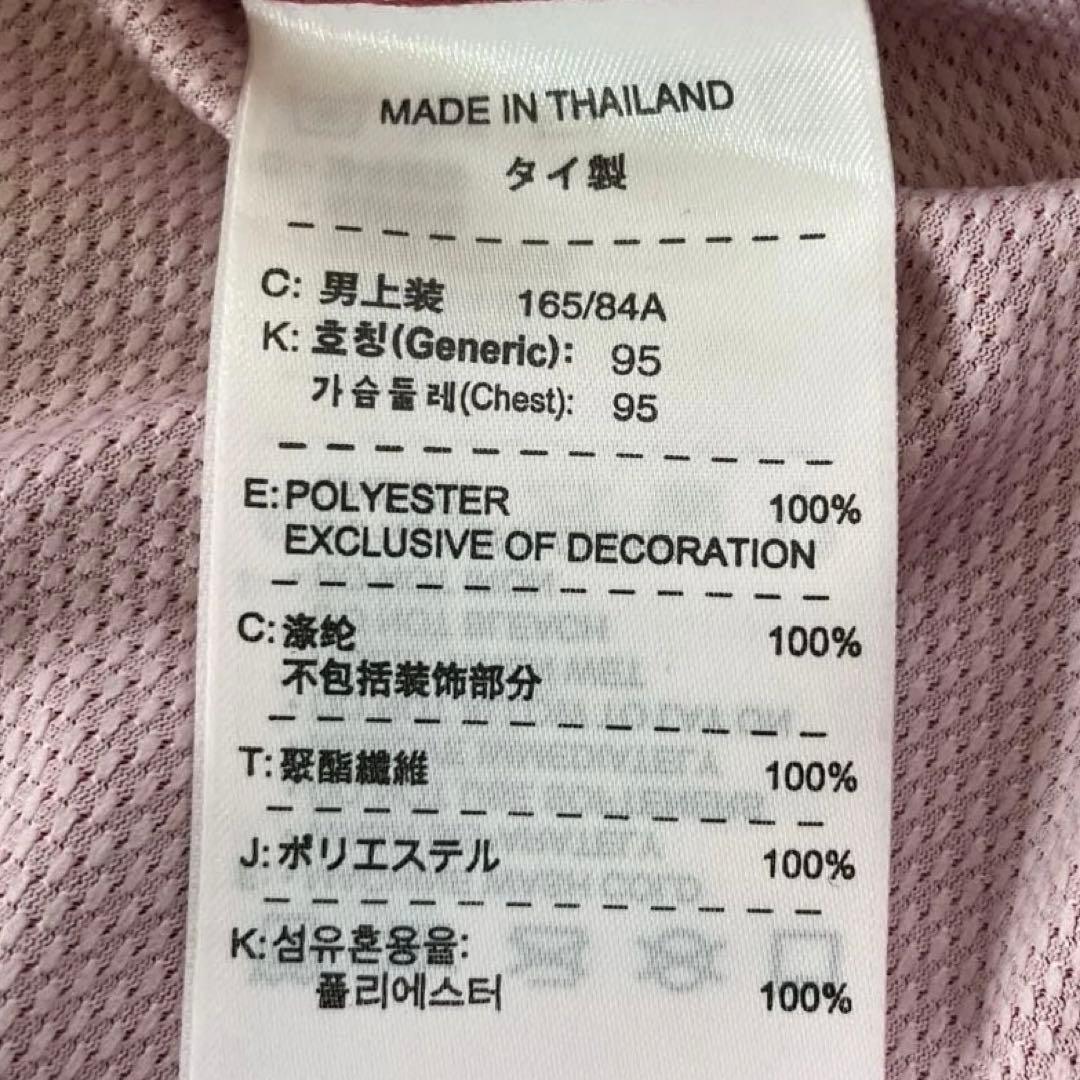 MADE IN THAILAND
タイ製
C: 男上装 165/84A
K: 호칭(Generic): 95
가슴둘레(Chest): 95
E:POLYESTER 100%
EXCLUSIVE OF DECORATION
C:涤纶 100%
不包括装饰部分
T:聚酯纖維 100%
J:ポリエステル 100%
K:섬유혼용율:
폴리에스터 100%